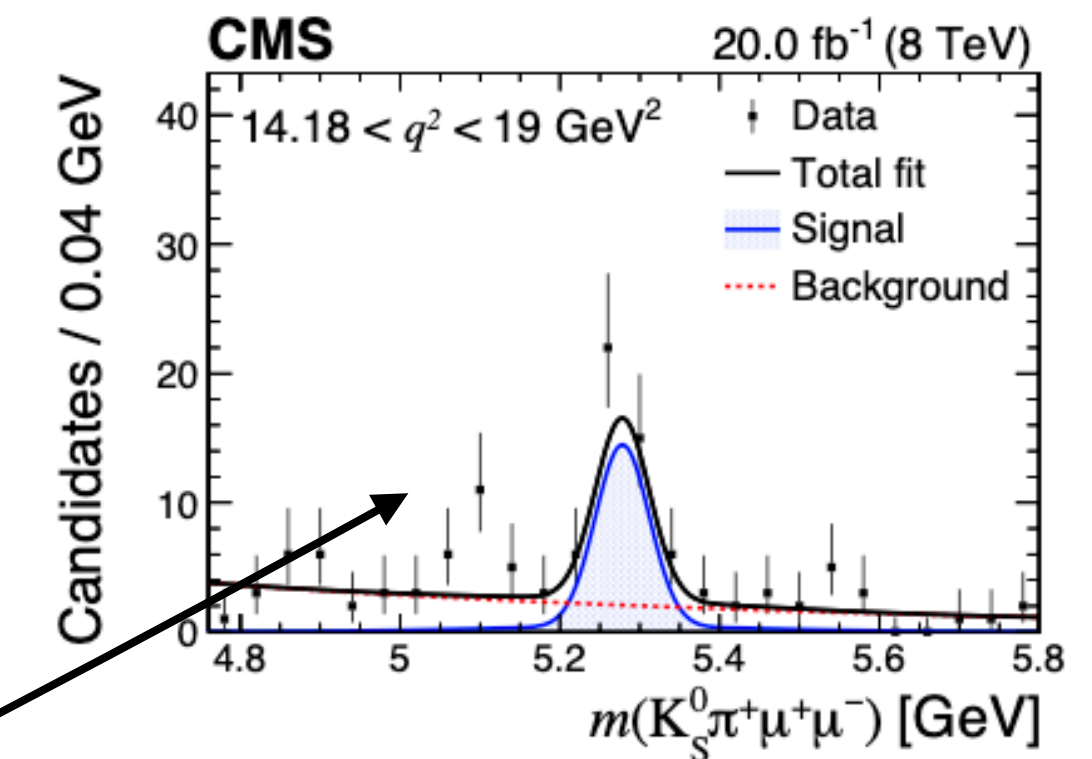 CMS 20.0 fb⁻¹ (8 TeV)
14.18 < q² < 19 GeV²
Data
Total fit
Signal
Background
Candidates / 0.04 GeV
40
30
20
10
0
4.8 5 5.2 5.4 5.6 5.8
m(K⁰_Sπ⁺μ⁺μ⁻) [GeV]